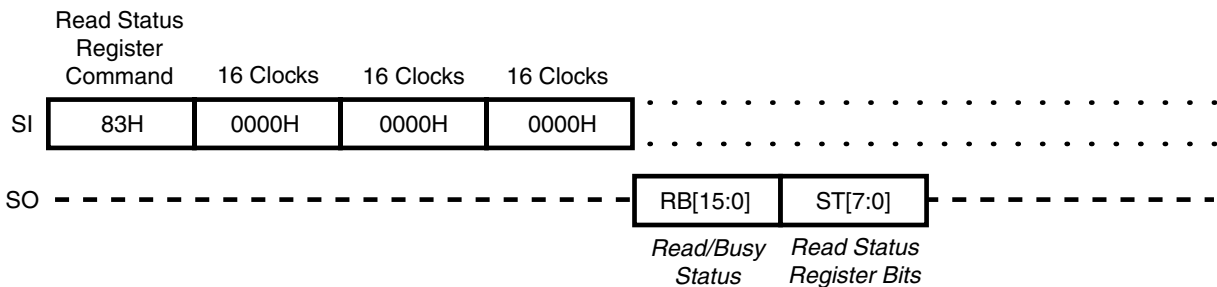 Read Status
Register
Command
16 Clocks 16 Clocks 16 Clocks
SI 83H 0000H 0000H 0000H
SO RB[15:0] ST[7:0]
Read/Busy
Status
Read Status
Register Bits